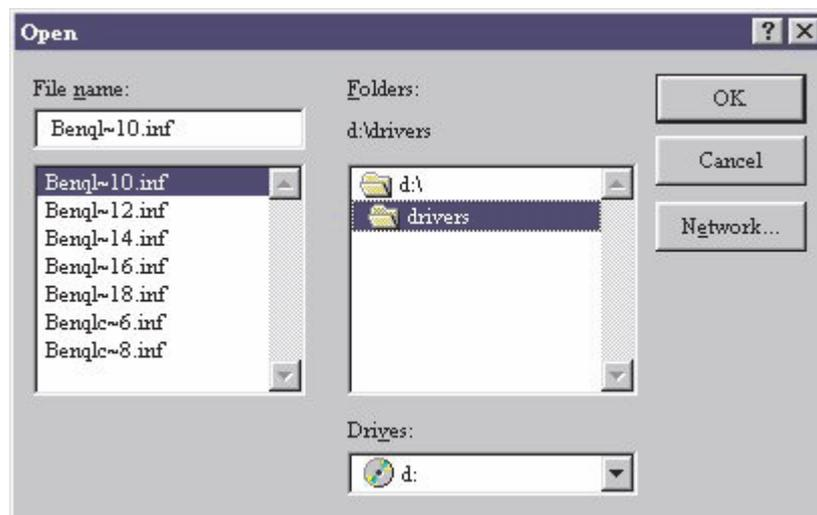 Open
File name:
Benql~10.inf
Benql~10.inf
Benql~12.inf
Benql~14.inf
Benql~16.inf
Benql~18.inf
Benqlc~6.inf
Benqlc~8.inf
Folders:
d:\drivers
d:\
drivers
Drives:
d:
OK
Cancel
Network...